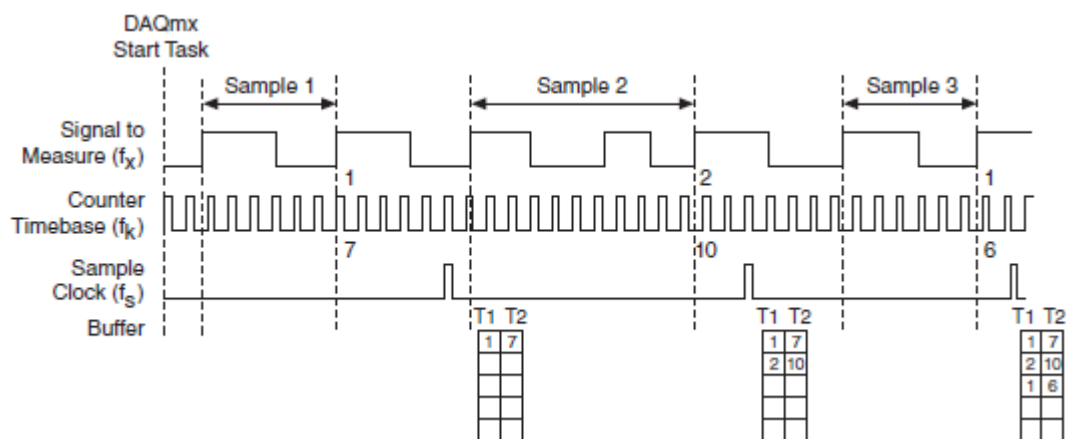 DAQmx
Start Task
Sample 1
Sample 2
Sample 3
Signal to
Measure (fx)
1
2
1
Counter
Timebase (fk)
7
10
6
Sample
Clock (fs)
Buffer
T1 T2
1 7
T1 T2
1 7
2 10
T1 T2
1 7
2 10
1 6